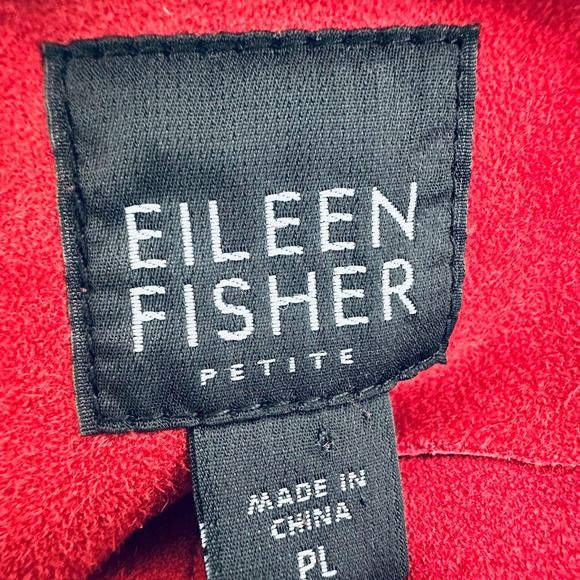 EILEEN
FISHER
PETITE
MADE IN
CHINA
PL